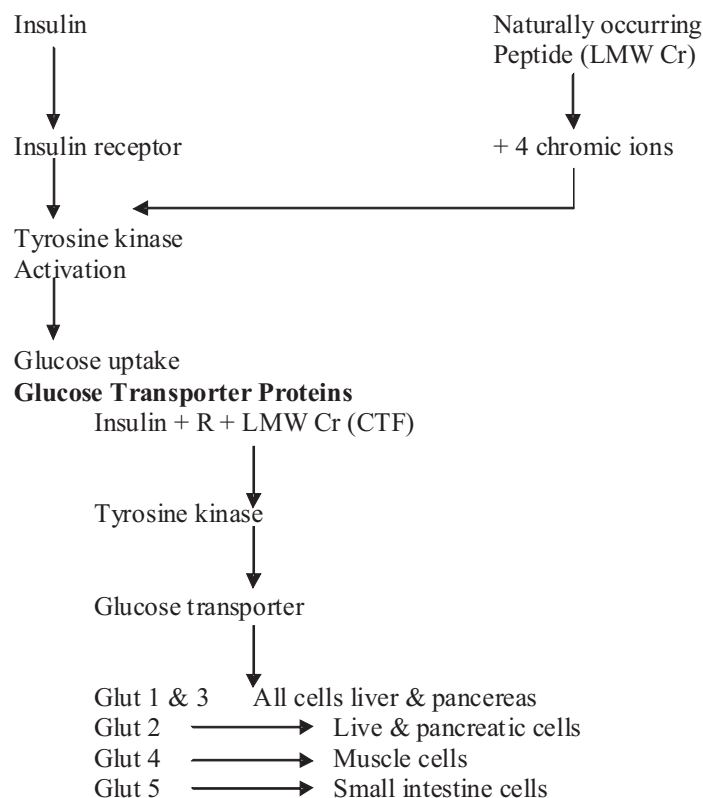 Insulin
Naturally occurring
Peptide (LMW Cr)
Insulin receptor
+ 4 chromic ions
Tyrosine kinase
Activation
Glucose uptake
Glucose Transporter Proteins
Insulin + R + LMW Cr (CTF)
Tyrosine kinase
Glucose transporter
Glut 1 & 3 All cells liver & pancereas
Glut 2 Live & pancreatic cells
Glut 4 Muscle cells
Glut 5 Small intestine cells